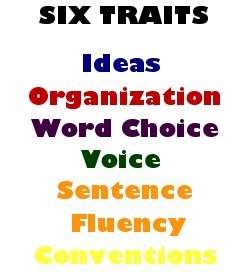 SIX TRAITS
Ideas
Organization
Word Choice
Voice
Sentence
Fluency
Conventions